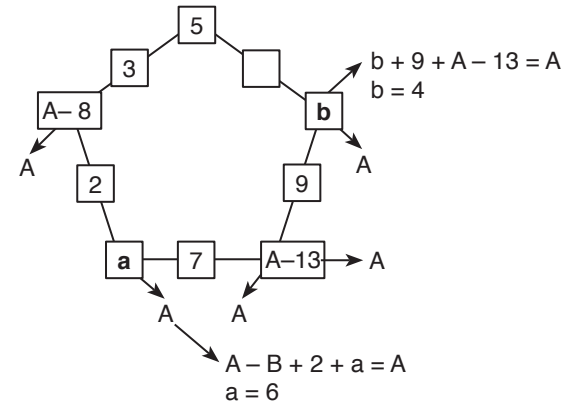 5
3
b + 9 + A – 13 = A
b = 4
A– 8
b
A
A
2
9
a
7
A–13
A
A
A
A – B + 2 + a = A
a = 6